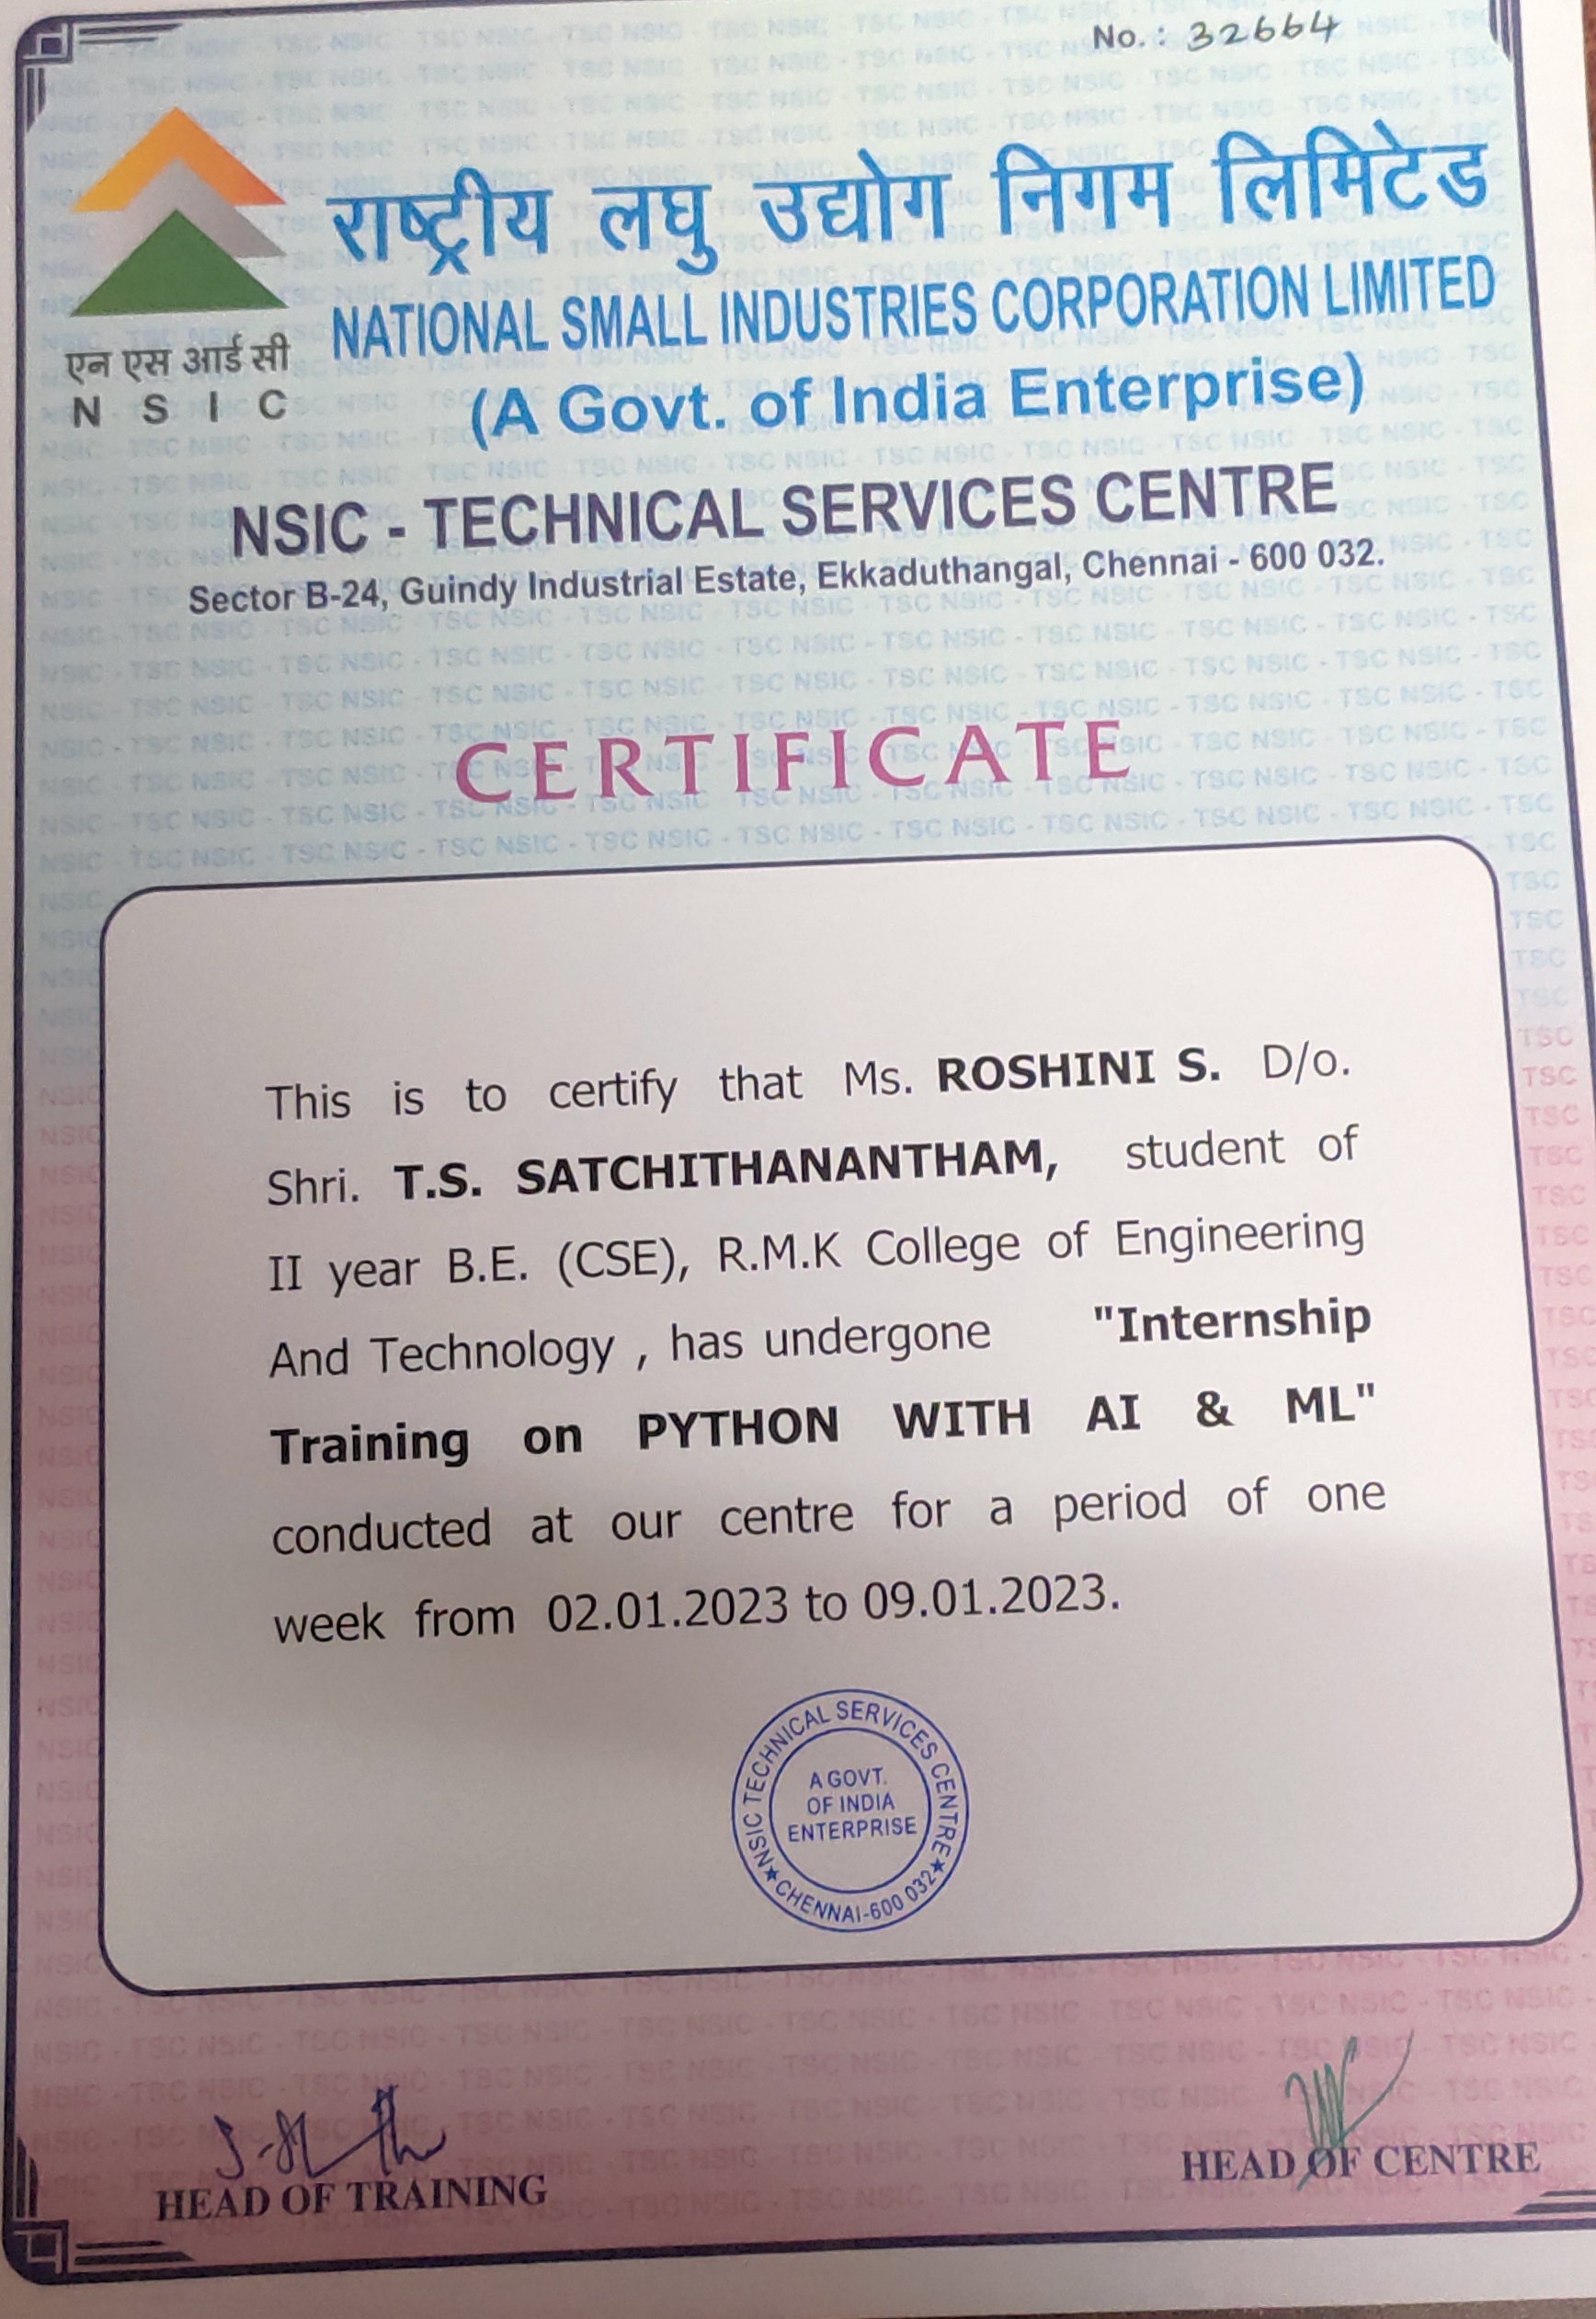 No.: 32664
राष्ट्रीय लघु उद्योग निगम लिमिटेड
NATIONAL SMALL INDUSTRIES CORPORATION LIMITED
एन एस आई सी
N S I C
(A Govt. of India Enterprise)
NSIC - TECHNICAL SERVICES CENTRE
Sector B-24, Guindy Industrial Estate, Ekkaduthangal, Chennai - 600 032.
CERTIFICATE
This is to certify that Ms. ROSHINI S. D/o.
Shri. T.S. SATCHITHANANTHAM, student of
II year B.E. (CSE), R.M.K College of Engineering
And Technology , has undergone "Internship
Training on PYTHON WITH AI & ML"
conducted at our centre for a period of one
week from 02.01.2023 to 09.01.2023.
NSIC TECHNICAL SERVICES CENTRE
A GOVT.
OF INDIA
ENTERPRISE
★ CHENNAI-600 032 ★
HEAD OF TRAINING
HEAD OF CENTRE